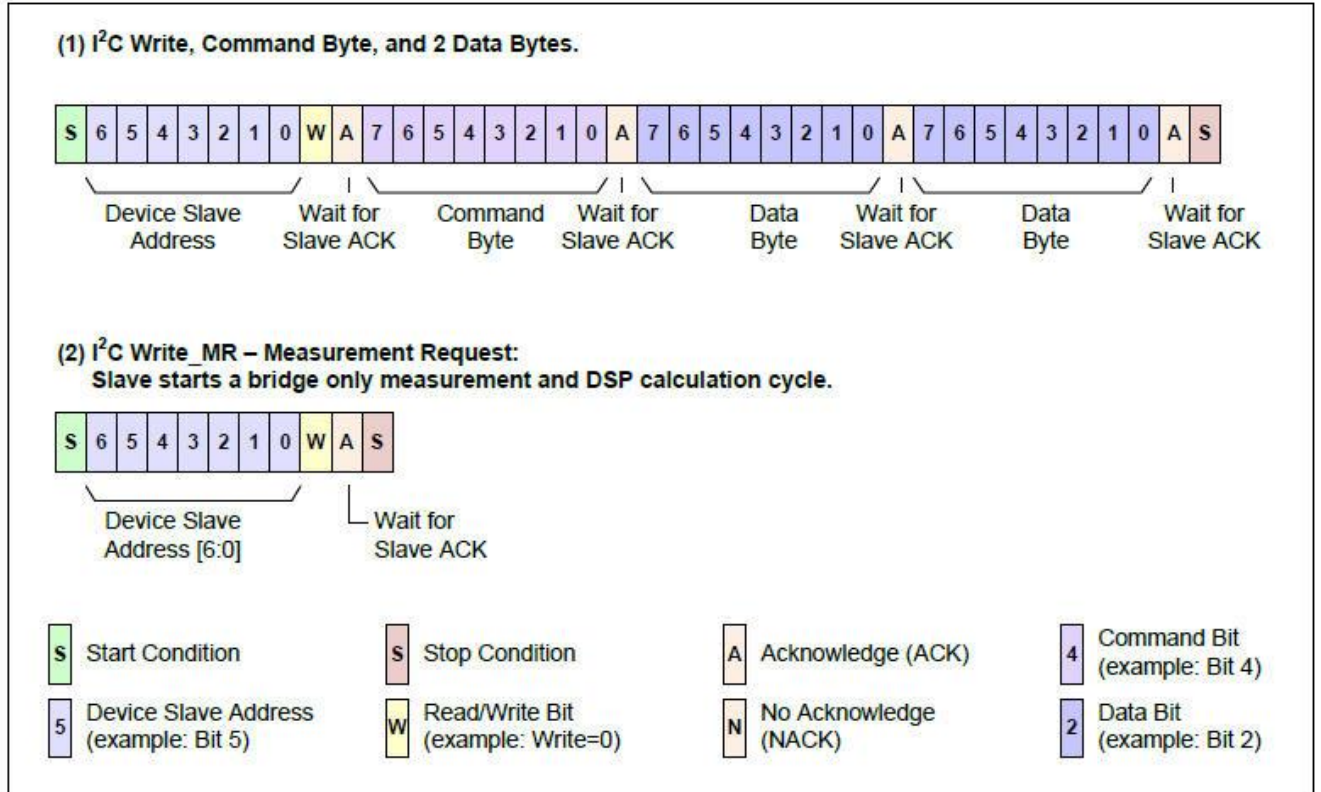 (1) I²C Write, Command Byte, and 2 Data Bytes.
S 6 5 4 3 2 1 0 W A 7 6 5 4 3 2 1 0 A 7 6 5 4 3 2 1 0 A 7 6 5 4 3 2 1 0 A S
Device Slave Wait for Command Wait for Data Wait for Data Wait for
Address Slave ACK Byte Slave ACK Byte Slave ACK Byte Slave ACK
(2) I²C Write_MR – Measurement Request:
Slave starts a bridge only measurement and DSP calculation cycle.
S 6 5 4 3 2 1 0 W A S
Device Slave Wait for
Address [6:0] Slave ACK
S Start Condition
S Stop Condition
A Acknowledge (ACK)
4 Command Bit
(example: Bit 4)
5 Device Slave Address
(example: Bit 5)
W Read/Write Bit
(example: Write=0)
N No Acknowledge
(NACK)
2 Data Bit
(example: Bit 2)